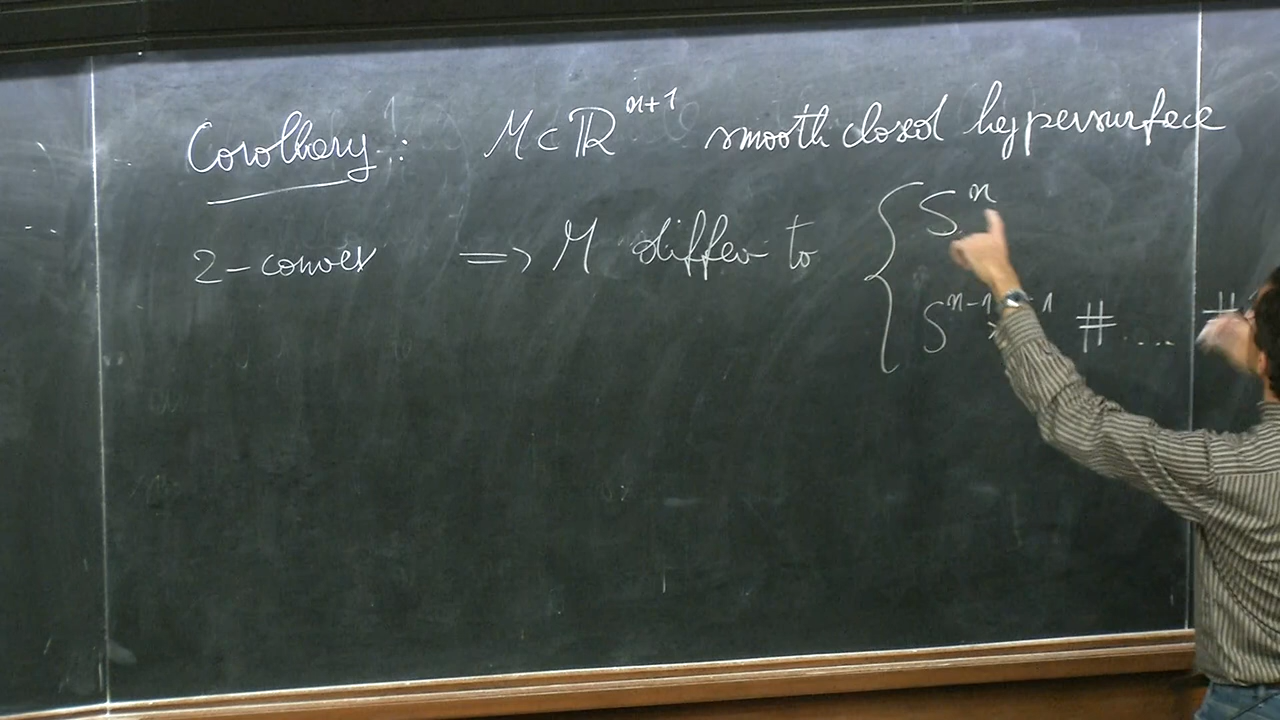 Corollary: M ⊂ ℝ^{n+1} smooth closed hypersurface
2-convex ⟹ M diffeo to { S^n
S^{n-1} × 1 # .... #